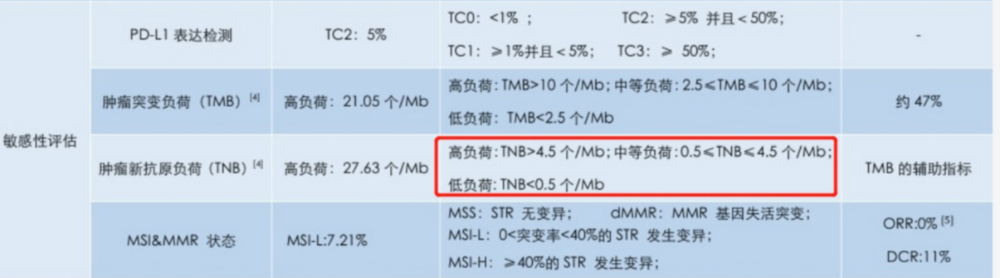 PD-L1 表达检测
TC2：5%
TC0：<1% ； TC2：≥5% 并且<50%；
TC1：≥1%并且<5%； TC3：≥ 50%；
-
敏感性评估
肿瘤突变负荷（TMB）[4]
高负荷：21.05 个/Mb
高负荷：TMB>10 个/Mb；中等负荷：2.5≤TMB≤10 个/Mb；
低负荷：TMB<2.5 个/Mb
约 47%
肿瘤新抗原负荷（TNB）[4]
高负荷：27.63 个/Mb
高负荷：TNB>4.5 个/Mb；中等负荷：0.5≤TNB≤4.5 个/Mb；
低负荷：TNB<0.5 个/Mb
TMB 的辅助指标
MSI&MMR 状态
MSI-L:7.21%
MSS：STR 无变异； dMMR：MMR 基因失活突变；
MSI-L：0<突变率<40%的 STR 发生变异；
MSI-H：≥40%的 STR 发生变异；
ORR:0% [5]
DCR:11%